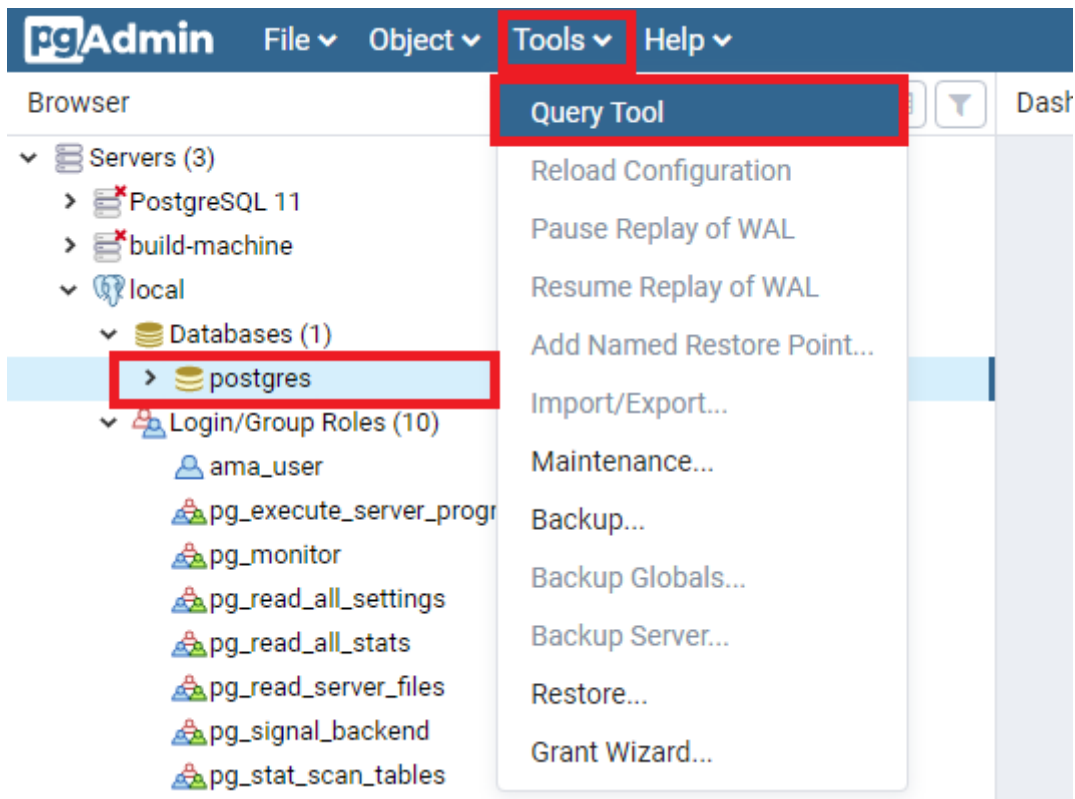 pgAdmin File Object Tools Help
Browser
Servers (3)
PostgreSQL 11
build-machine
local
Databases (1)
postgres
Login/Group Roles (10)
ama_user
pg_execute_server_progr
pg_monitor
pg_read_all_settings
pg_read_all_stats
pg_read_server_files
pg_signal_backend
pg_stat_scan_tables
Query Tool
Reload Configuration
Pause Replay of WAL
Resume Replay of WAL
Add Named Restore Point...
Import/Export...
Maintenance...
Backup...
Backup Globals...
Backup Server...
Restore...
Grant Wizard...
Dash